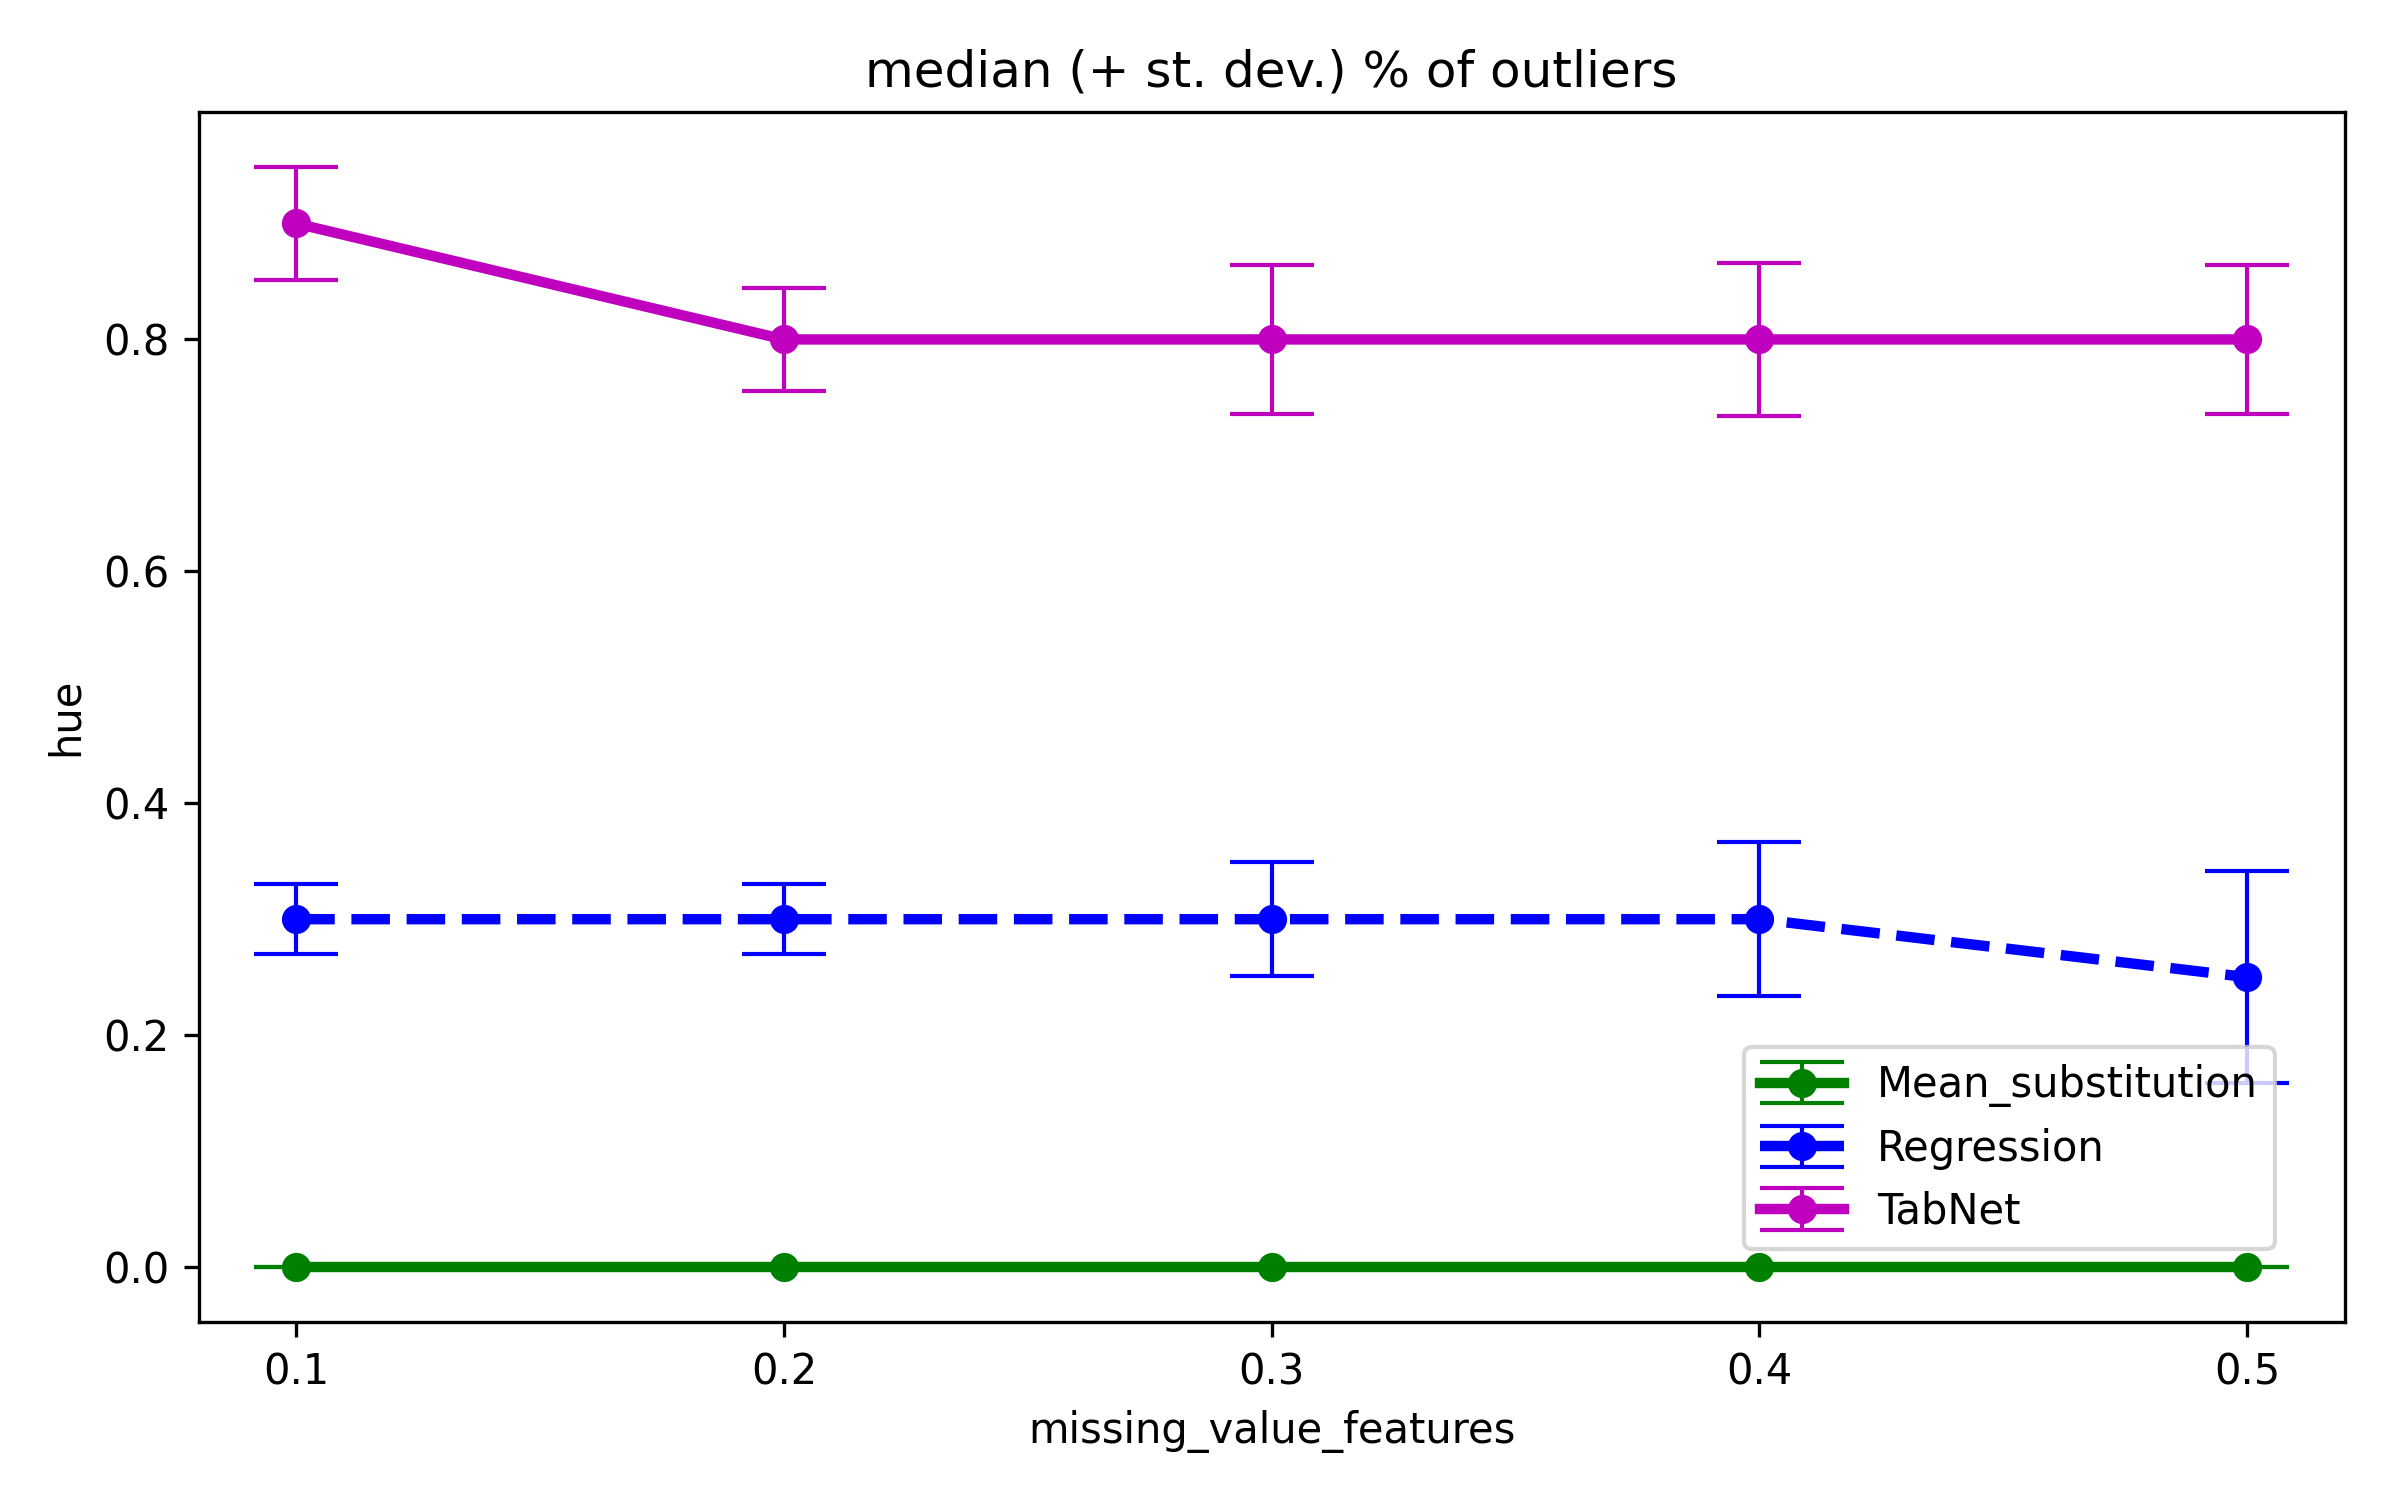 median (+ st. dev.) % of outliers
hue
0.8
0.6
0.4
0.2
0.0
Mean_substitution
Regression
TabNet
0.1 0.2 0.3 0.4 0.5
missing_value_features